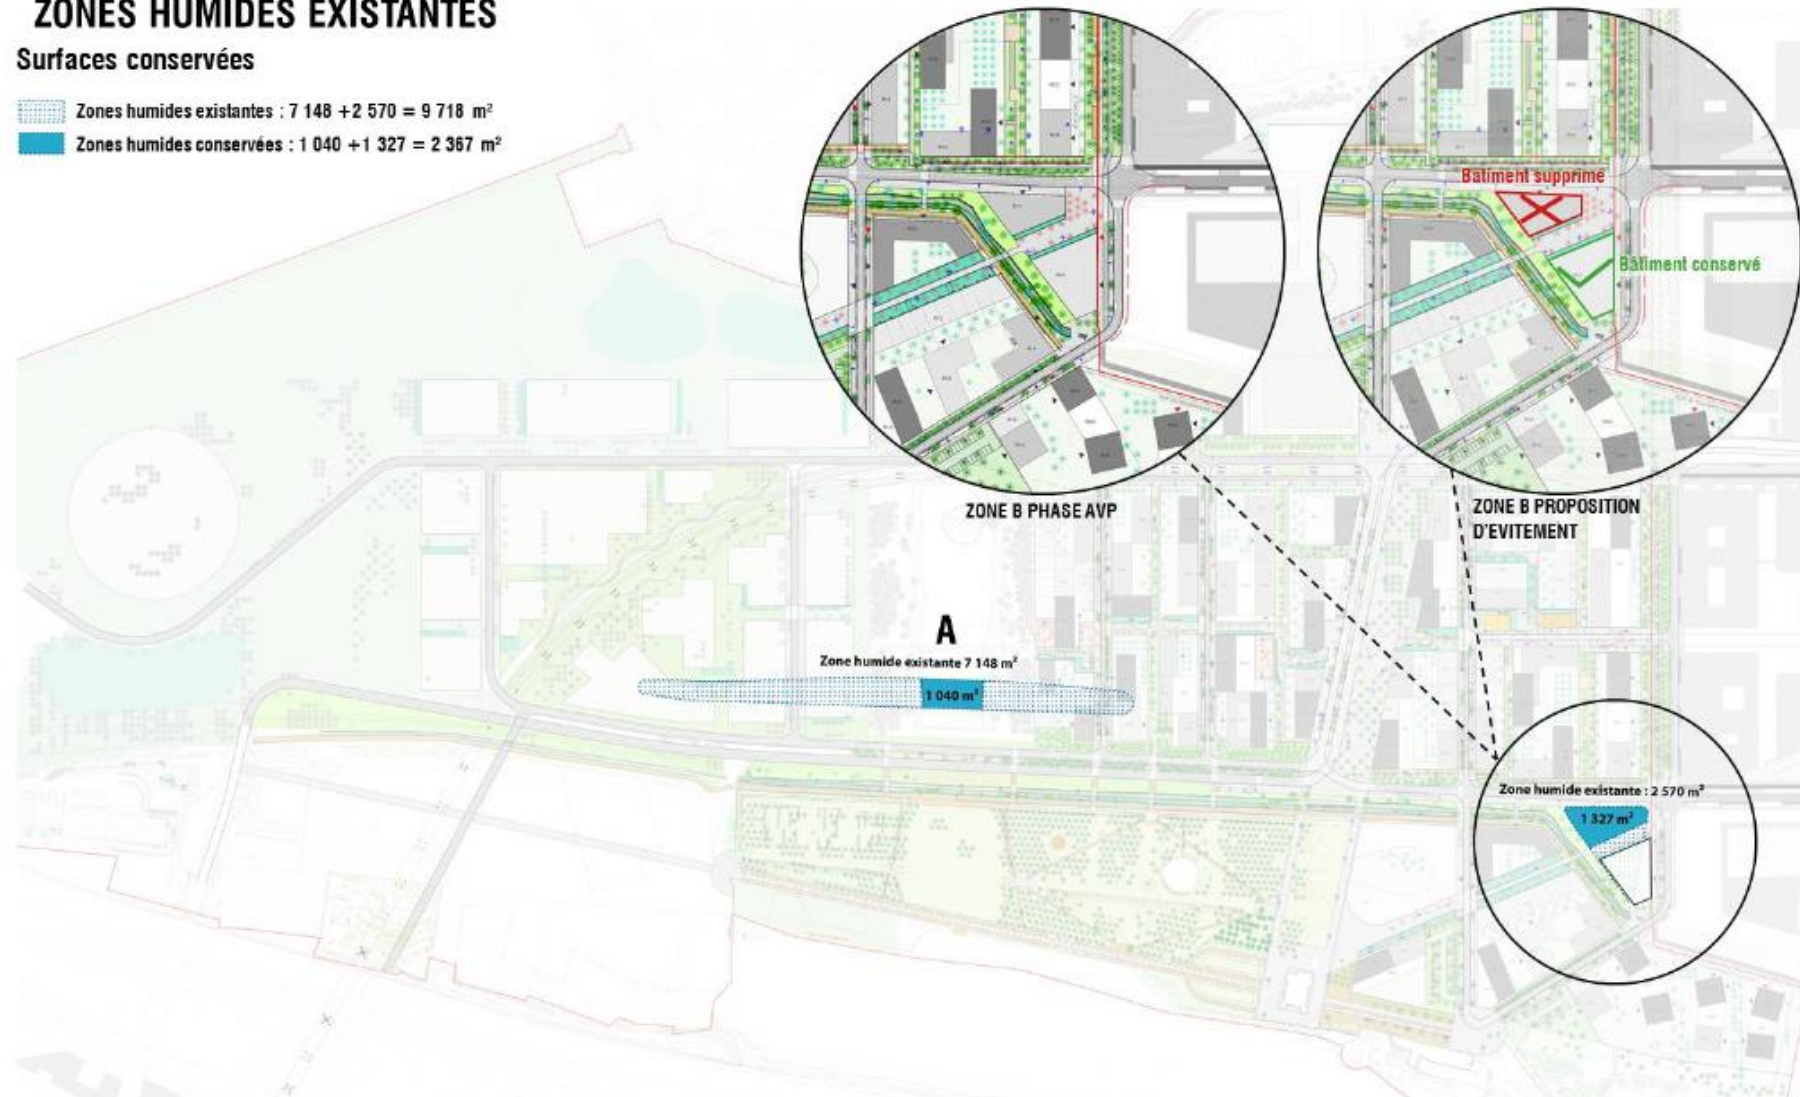 ZONES HUMIDES EXISTANTES
Surfaces conservées
Zones humides existantes : 7 148 +2 570 = 9 718 m²
Zones humides conservées : 1 040 +1 327 = 2 367 m²
Batiment supprimé
Bâtiment conservé
ZONE B PHASE AVP
ZONE B PROPOSITION
D'EVITEMENT
A
Zone humide existante 7 148 m²
1 040 m²
Zone humide existante : 2 570 m²
1 327 m²